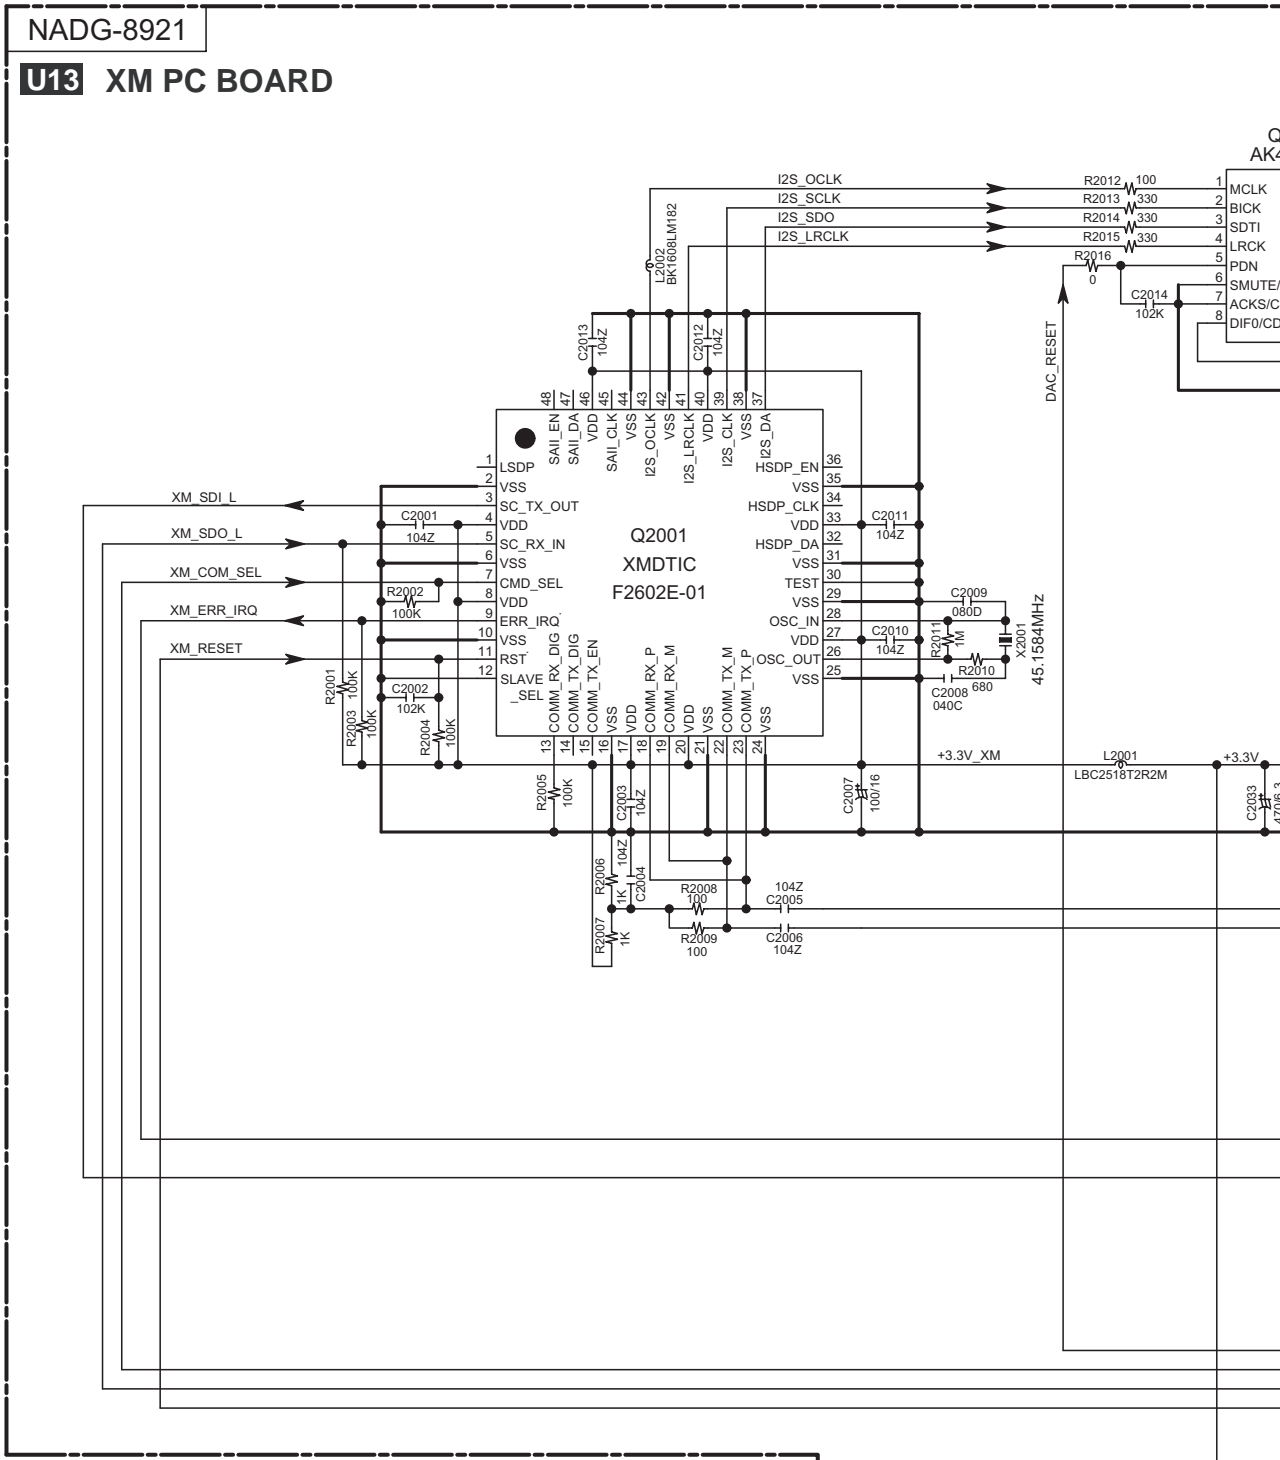 NADG-8921
U13 XM PC BOARD
Q
AK4
I2S_OCLK
I2S_SCLK
I2S_SDO
I2S_LRCLK
R2012 100
R2013 330
R2014 330
R2015 330
R2016
0
C2014
102K
DAC_RESET
1 MCLK
2 BICK
3 SDTI
4 LRCK
5 PDN
6 SMUTE/
7 ACKS/C
8 DIF0/CD
L2002
BK1608LM182
C2013
104Z
C2012
104Z
48 SAII_EN
47 SAII_DA
46 VDD
45 SAII_CLK
44 VSS
43 I2S_OCLK
42 VSS
41 I2S_LRCLK
40 VDD
39 I2S_CLK
38 VSS
37 I2S_DA
1 LSDP
2 VSS
3 SC_TX_OUT
4 VDD
5 SC_RX_IN
6 VSS
7 CMD_SEL
8 VDD
9 ERR_IRQ
10 VSS
11 RST
12 SLAVE
_SEL
Q2001
XMDTIC
F2602E-01
HSDP_EN 36
VSS 35
HSDP_CLK 34
VDD 33
HSDP_DA 32
VSS 31
TEST 30
VSS 29
OSC_IN 28
VDD 27
OSC_OUT 26
VSS 25
13 COMM_RX_DIG
14 COMM_TX_DIG
15 COMM_TX_EN
16 VSS
17 VDD
18 COMM_RX_P
19 COMM_RX_M
20 VDD
21 VSS
22 COMM_TX_M
23 COMM_TX_P
24 VSS
XM_SDI_L
XM_SDO_L
XM_COM_SEL
XM_ERR_IRQ
XM_RESET
C2001
104Z
R2002
100K
C2002
102K
R2001
100K
R2003
100K
R2004
100K
C2011
104Z
C2010
104Z
C2009
080D
R2011
1M
X2001
45.1584MHz
R2010
680
C2008
040C
+3.3V_XM
L2001
LBC2518T2R2M
+3.3V
C2033
470/6.3
R2005
100K
C2003
104Z
C2007
100/16
R2006
1K
104Z
C2004
R2007
1K
R2008
100
R2009
100
104Z
C2005
C2006
104Z